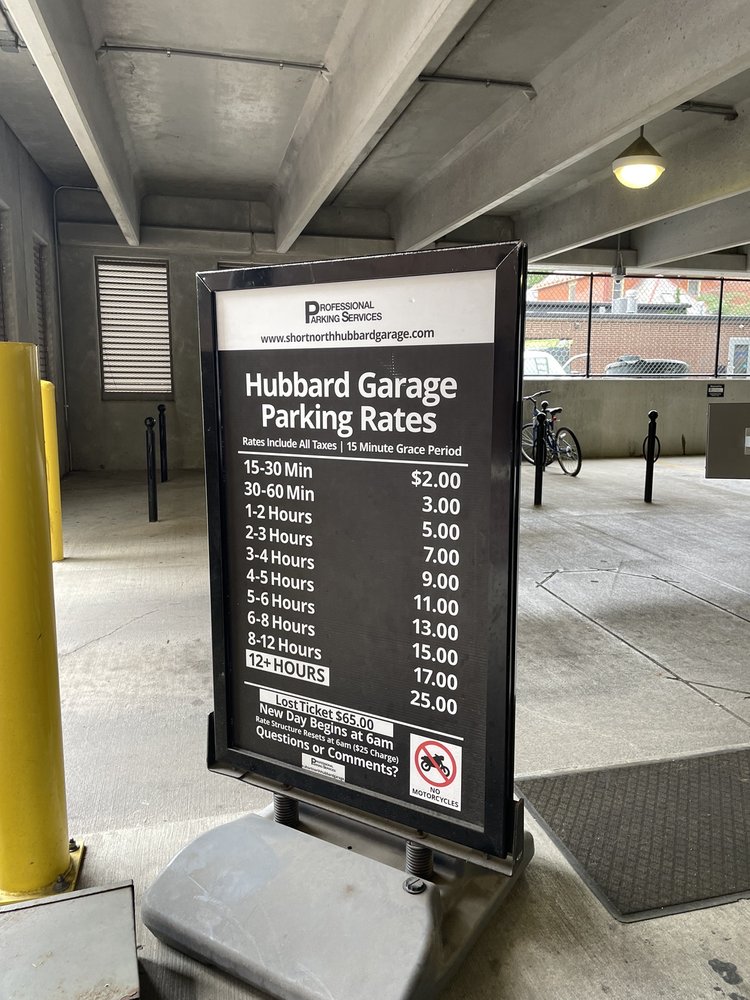 PROFESSIONAL
PARKING SERVICES
www.shortnorthhubbardgarage.com
Hubbard Garage
Parking Rates
Rates Include All Taxes | 15 Minute Grace Period
15-30 Min $2.00
30-60 Min 3.00
1-2 Hours 5.00
2-3 Hours 7.00
3-4 Hours 9.00
4-5 Hours 11.00
5-6 Hours 13.00
6-8 Hours 15.00
8-12 Hours 17.00
12+ HOURS 25.00
Lost Ticket $65.00
New Day Begins at 6am
Rate Structure Resets at 6am ($25 Charge)
Questions or Comments?
PROFESSIONAL
PARKING SERVICES
NO
MOTORCYCLES